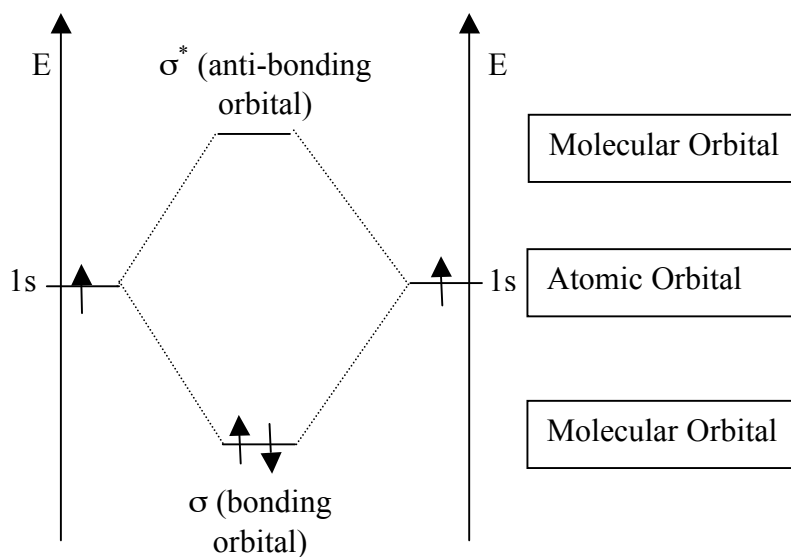 E
σ* (anti-bonding
orbital)
E
Molecular Orbital
1s
1s
Atomic Orbital
Molecular Orbital
σ (bonding
orbital)